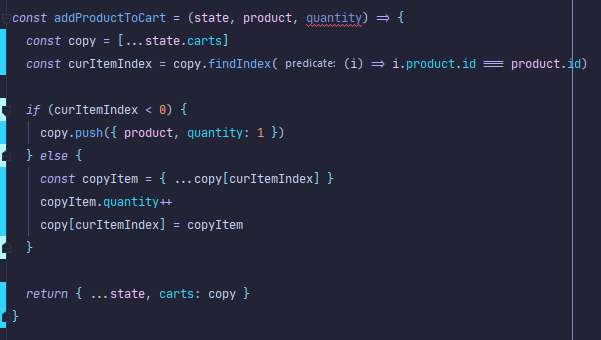 const addProductToCart = (state, product, quantity) => {
const copy = [...state.carts]
const curItemIndex = copy.findIndex( predicate: (i) => i.product.id === product.id)
if (curItemIndex < 0) {
copy.push({ product, quantity: 1 })
} else {
const copyItem = { ...copy[curItemIndex] }
copyItem.quantity++
copy[curItemIndex] = copyItem
}
return { ...state, carts: copy }
}